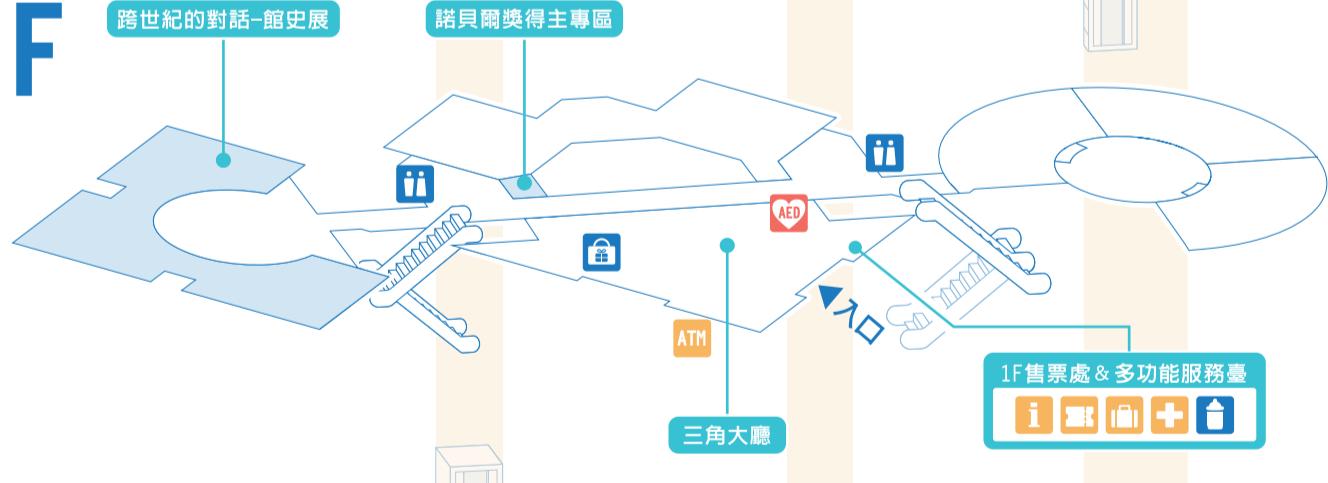 F
跨世紀的對話-館史展
諾貝爾獎得主專區
AED
入口
ATM
1F售票處&多功能服務臺
i
三角大廳